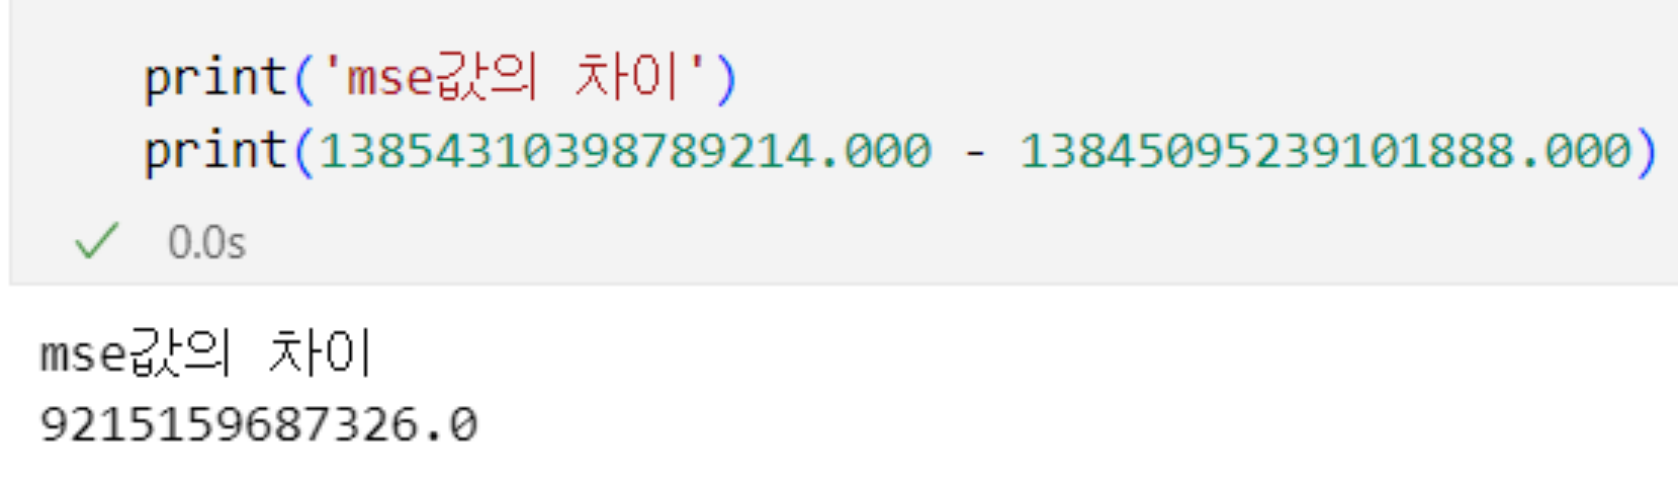 print('mse값의 차이')
print(13854310398789214.000 - 13845095239101888.000)
0.0s
mse값의 차이
9215159687326.0